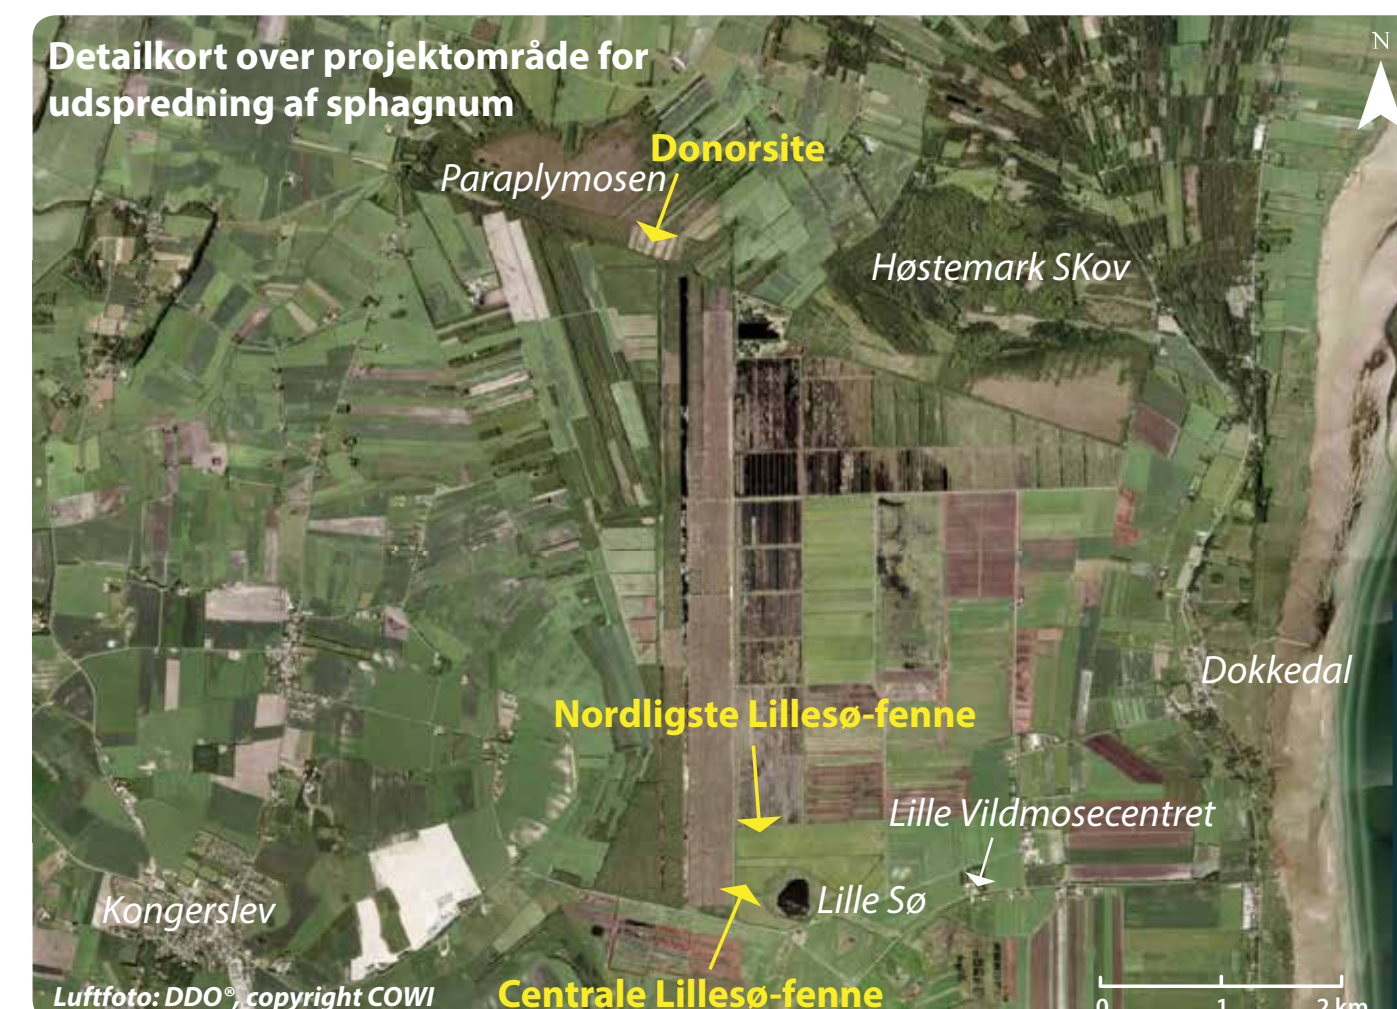 Detailkort over projektområde for
udspredning af sphagnum
N
Donorsite
Paraplymosen
Høstemark SKov
Dokkedal
Nordligste Lillesø-fenne
Lille Vildmosecentret
Lille Sø
Kongerslev
Centrale Lillesø-fenne
Luftfoto: DDO®, copyright COWI
0 1 2 km